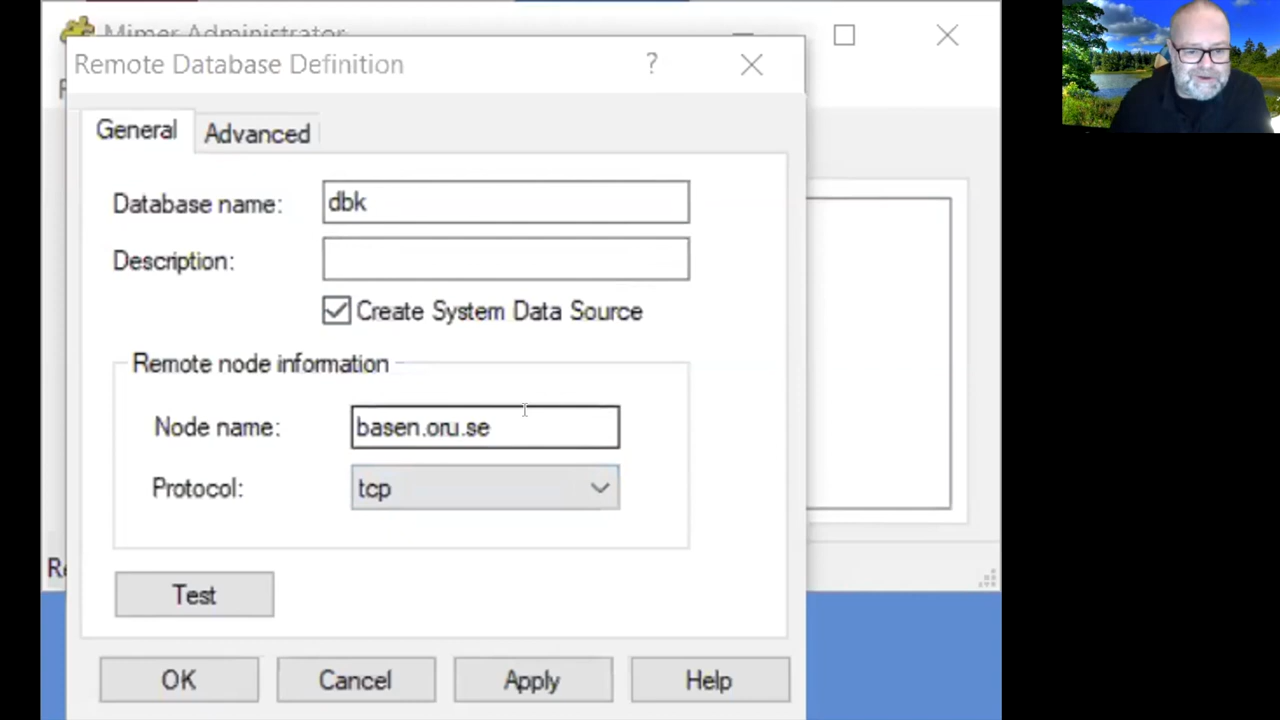 Mimer Administrator
Remote Database Definition
?
General
Advanced
Database name:
dbk
Description:
Create System Data Source
Remote node information
Node name:
basen.oru.se
Protocol:
tcp
Test
OK
Cancel
Apply
Help